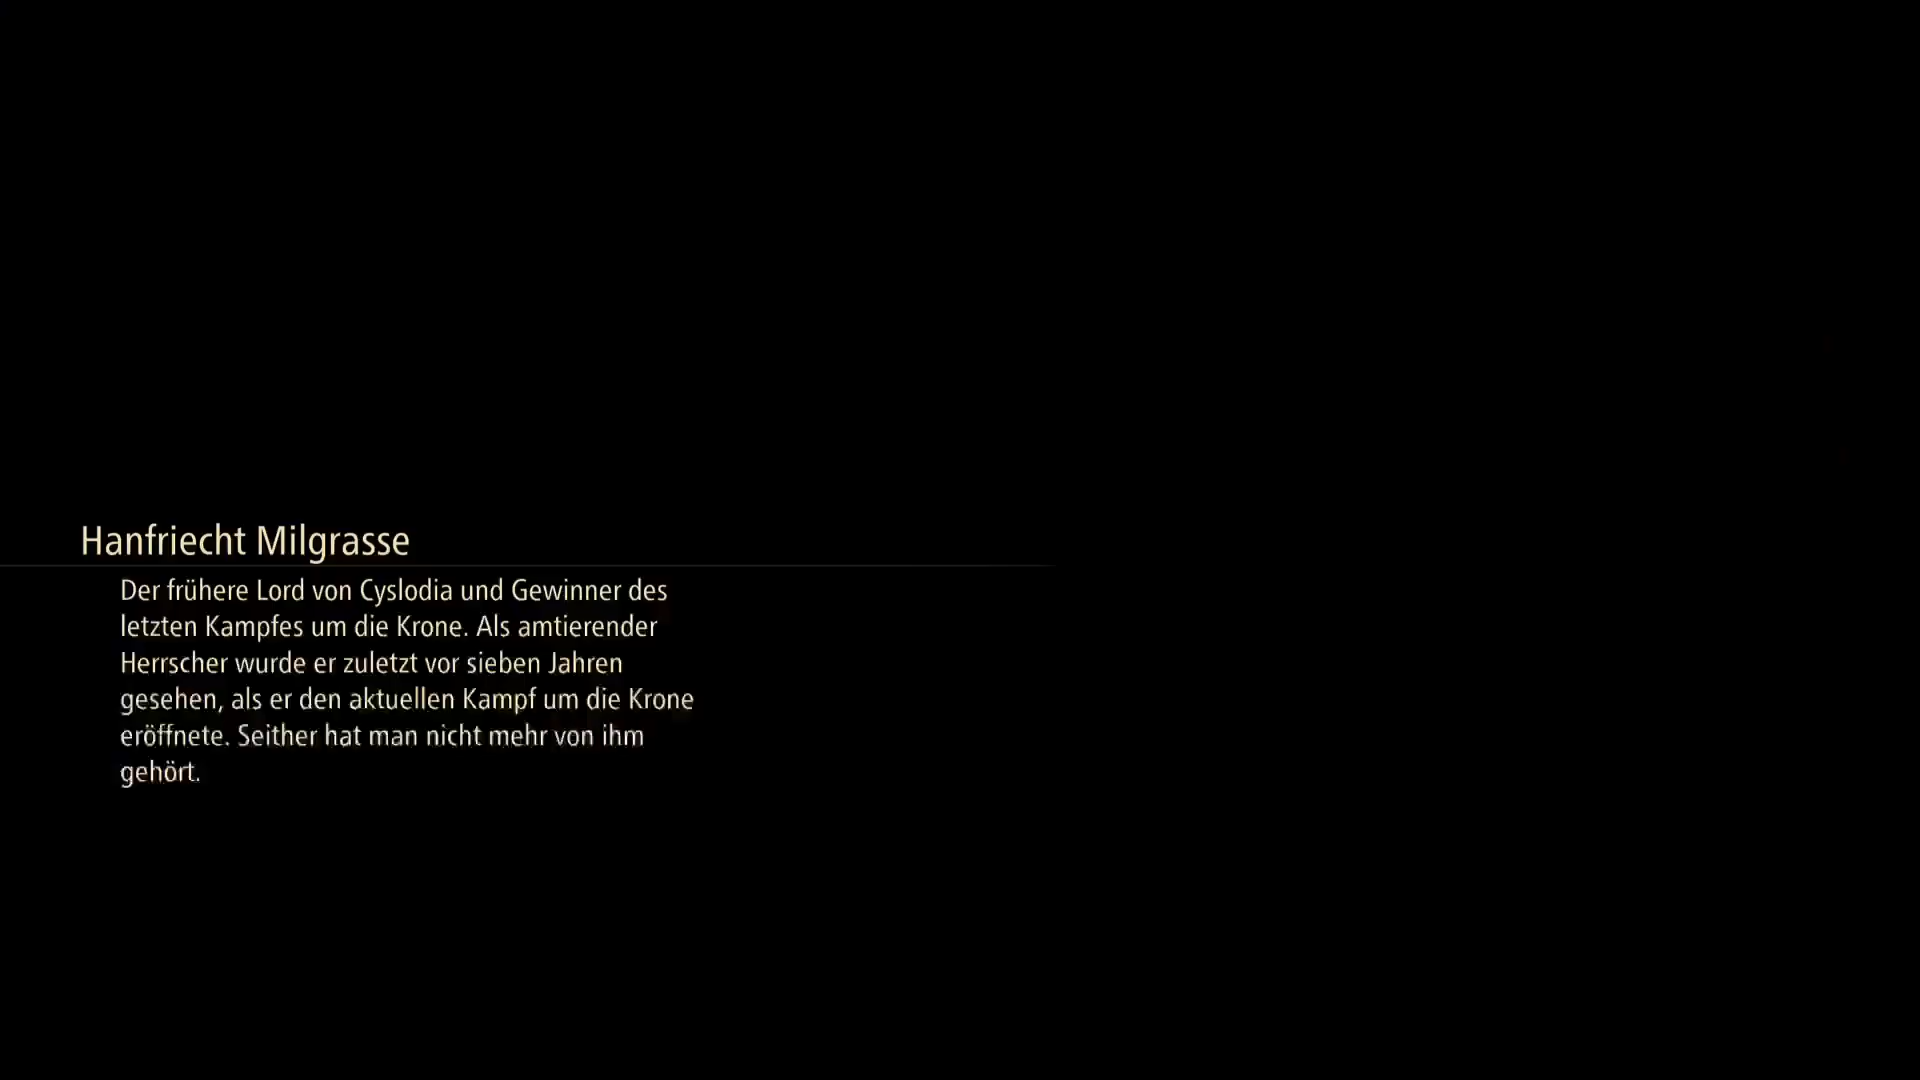 Hanfriecht Milgrasse
Der frühere Lord von Cyslodia und Gewinner des
letzten Kampfes um die Krone. Als amtierender
Herrscher wurde er zuletzt vor sieben Jahren
gesehen, als er den aktuellen Kampf um die Krone
eröffnete. Seither hat man nicht mehr von ihm
gehört.